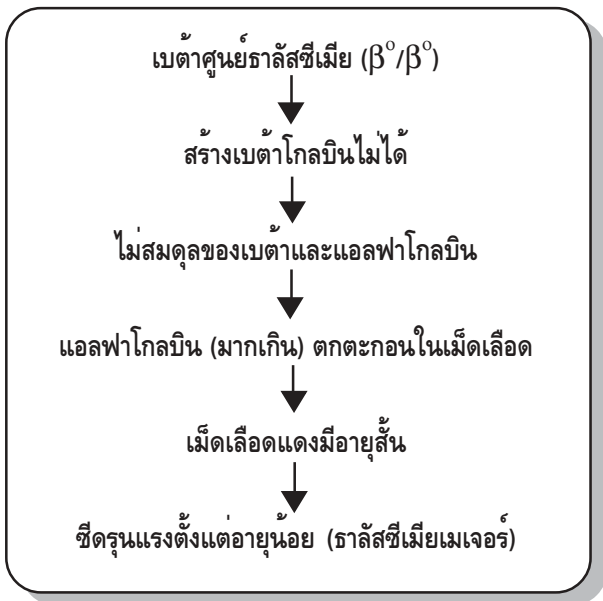 เบต้าศูนย์ธาลัสซีเมีย (β°/β°)
สร้างเบต้าโกลบินไม่ได้
ไม่สมดุลของเบต้าและแอลฟาโกลบิน
แอลฟาโกลบิน (มากเกิน) ตกตะกอนในเม็ดเลือด
เม็ดเลือดแดงมีอายุสั้น
ซีดรุนแรงตั้งแต่อายุน้อย (ธาลัสซีเมียเมเจอร์)